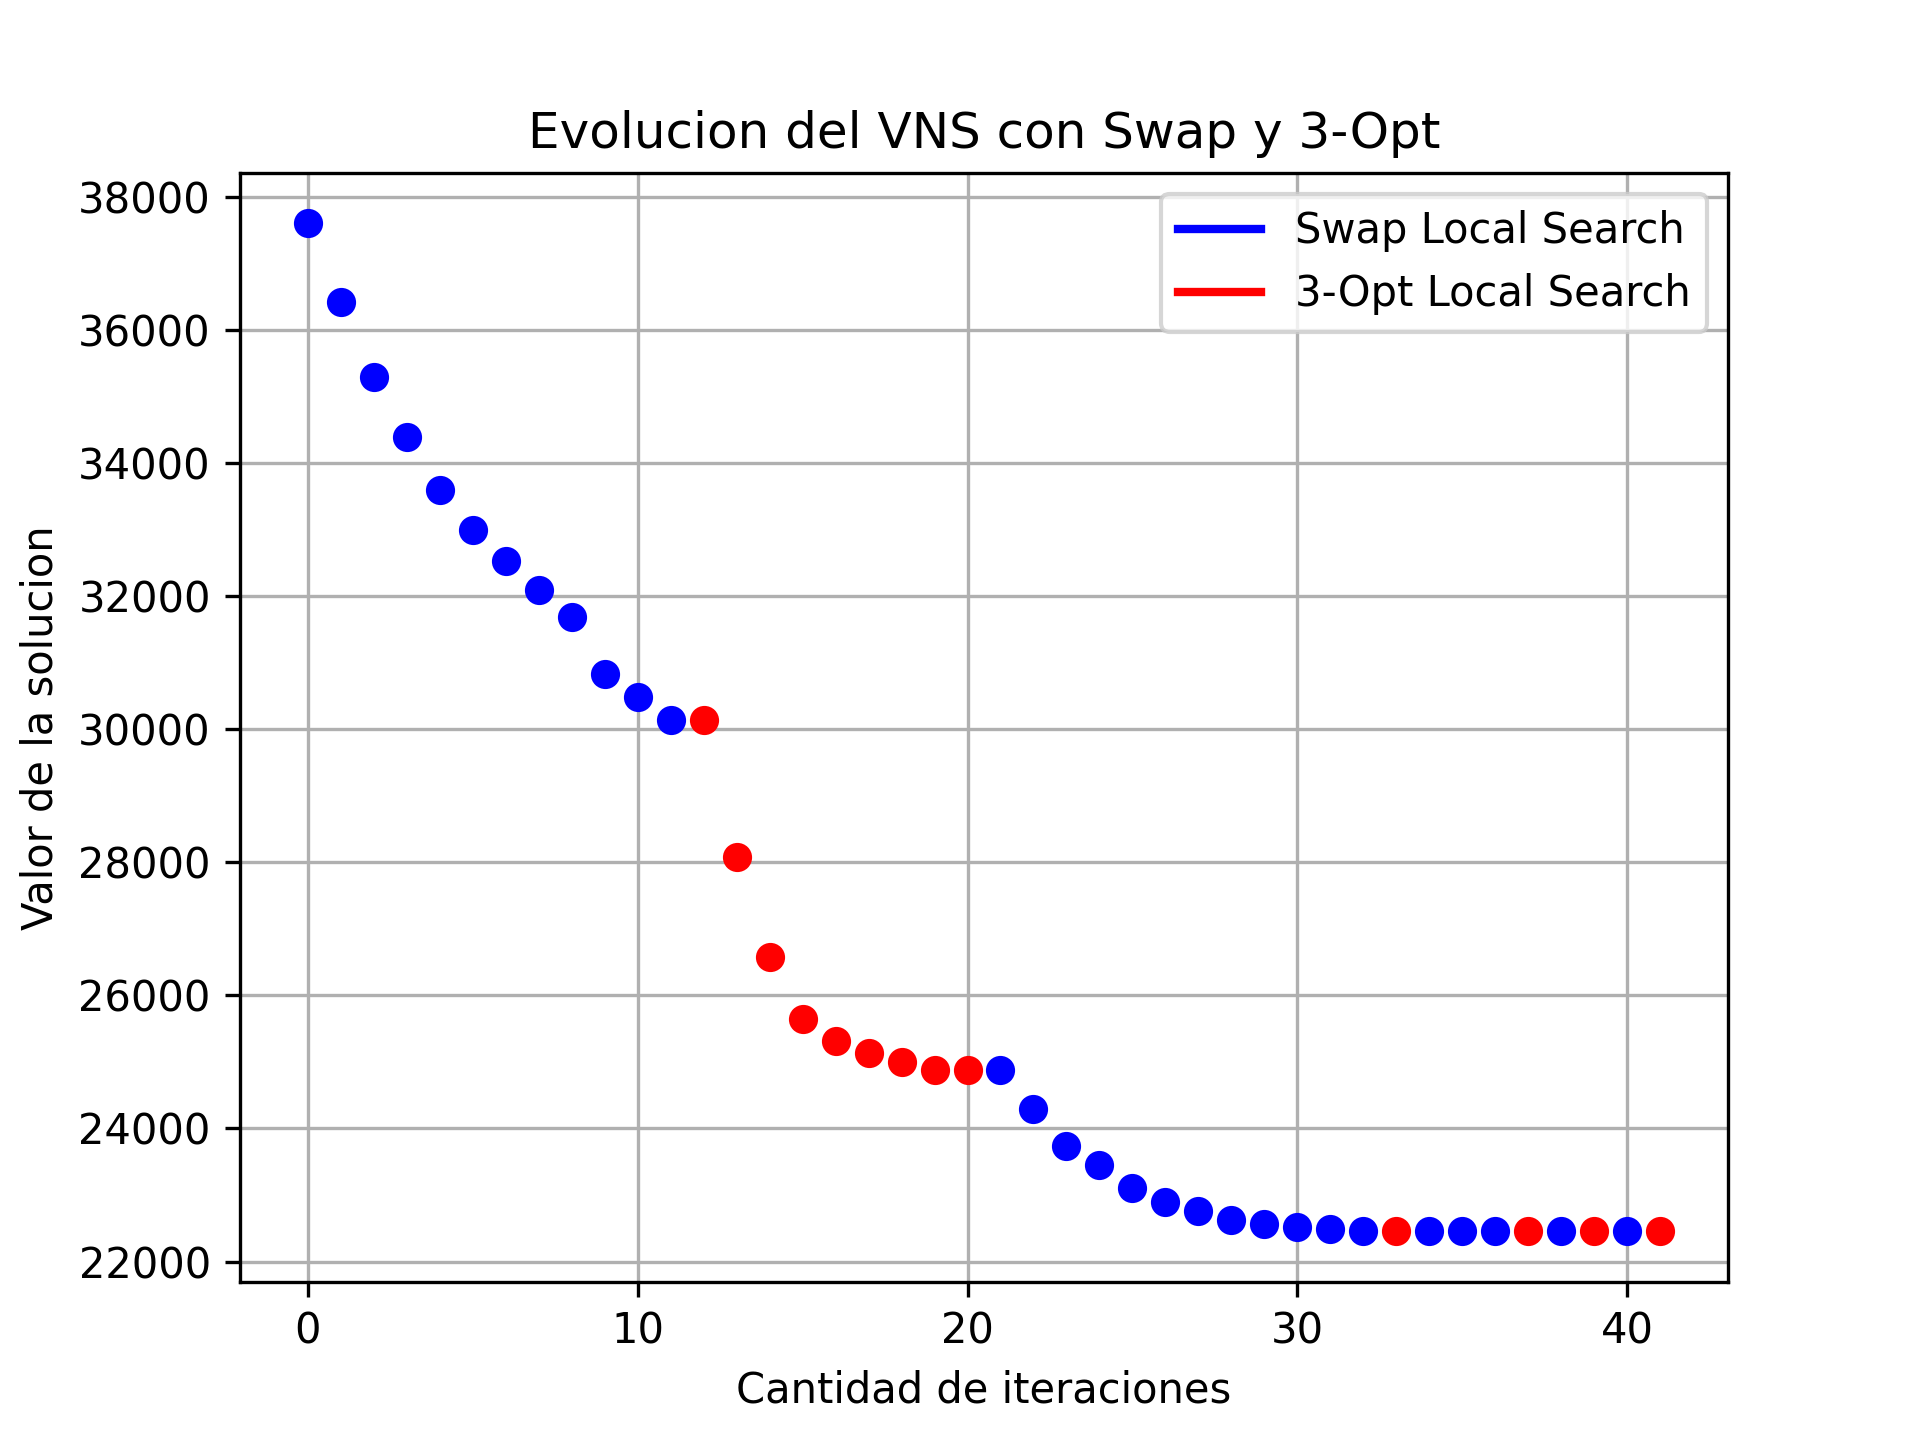 Evolucion del VNS con Swap y 3-Opt
38000
36000
34000
32000
30000
28000
26000
24000
22000
Valor de la solucion
Swap Local Search
3-Opt Local Search
0 10 20 30 40
Cantidad de iteraciones